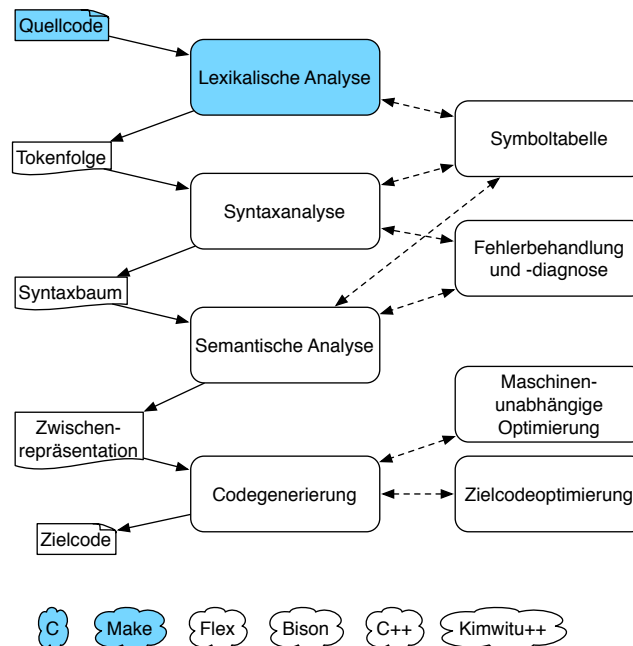 Quellcode
Lexikalische Analyse
Tokenfolge
Symboltabelle
Syntaxanalyse
Fehlerbehandlung
und -diagnose
Syntaxbaum
Semantische Analyse
Maschinen-
unabhängige
Optimierung
Zwischen-
repräsentation
Codegenerierung
Zielcodeoptimierung
Zielcode
C Make Flex Bison C++ Kimwitu++